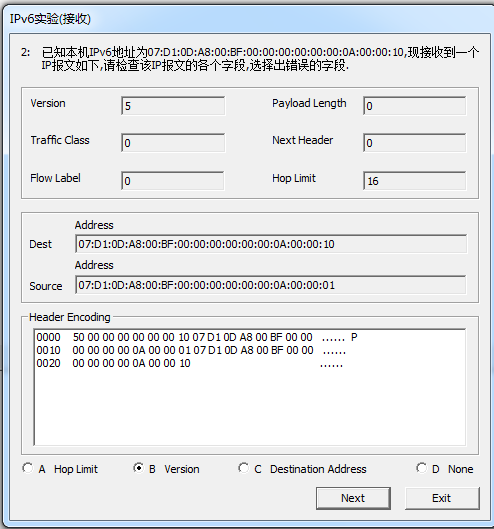 IPv6实验(接收)
2: 已知本机IPv6地址为07:D1:0D:A8:00:BF:00:00:00:00:00:00:0A:00:00:10,现接收到一个
IP报文如下,请检查该IP报文的各个字段,选择出错误的字段.
Version 5 Payload Length 0
Traffic Class 0 Next Header 0
Flow Label 0 Hop Limit 16
Address
Dest 07:D1:0D:A8:00:BF:00:00:00:00:00:00:0A:00:00:10
Address
Source 07:D1:0D:A8:00:BF:00:00:00:00:00:00:0A:00:00:01
Header Encoding
0000 50 00 00 00 00 00 00 10 07 D1 0D A8 00 BF 00 00 ...... P
0010 00 00 00 00 0A 00 00 01 07 D1 0D A8 00 BF 00 00 ......
0020 00 00 00 00 0A 00 00 10 ......
A Hop Limit B Version C Destination Address D None
Next Exit